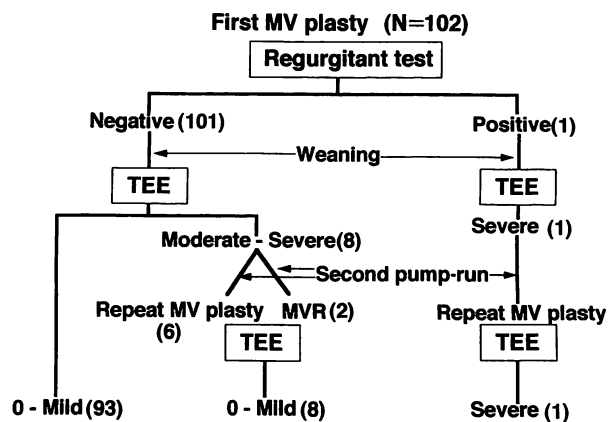 First MV plasty (N=102)
Regurgitant test
Negative (101)
Positive (1)
Weaning
TEE
TEE
Severe (1)
Moderate - Severe (8)
Second pump-run
Repeat MV plasty
(6)
MVR (2)
Repeat MV plasty
TEE
TEE
0 - Mild (93)
0 - Mild (8)
Severe (1)